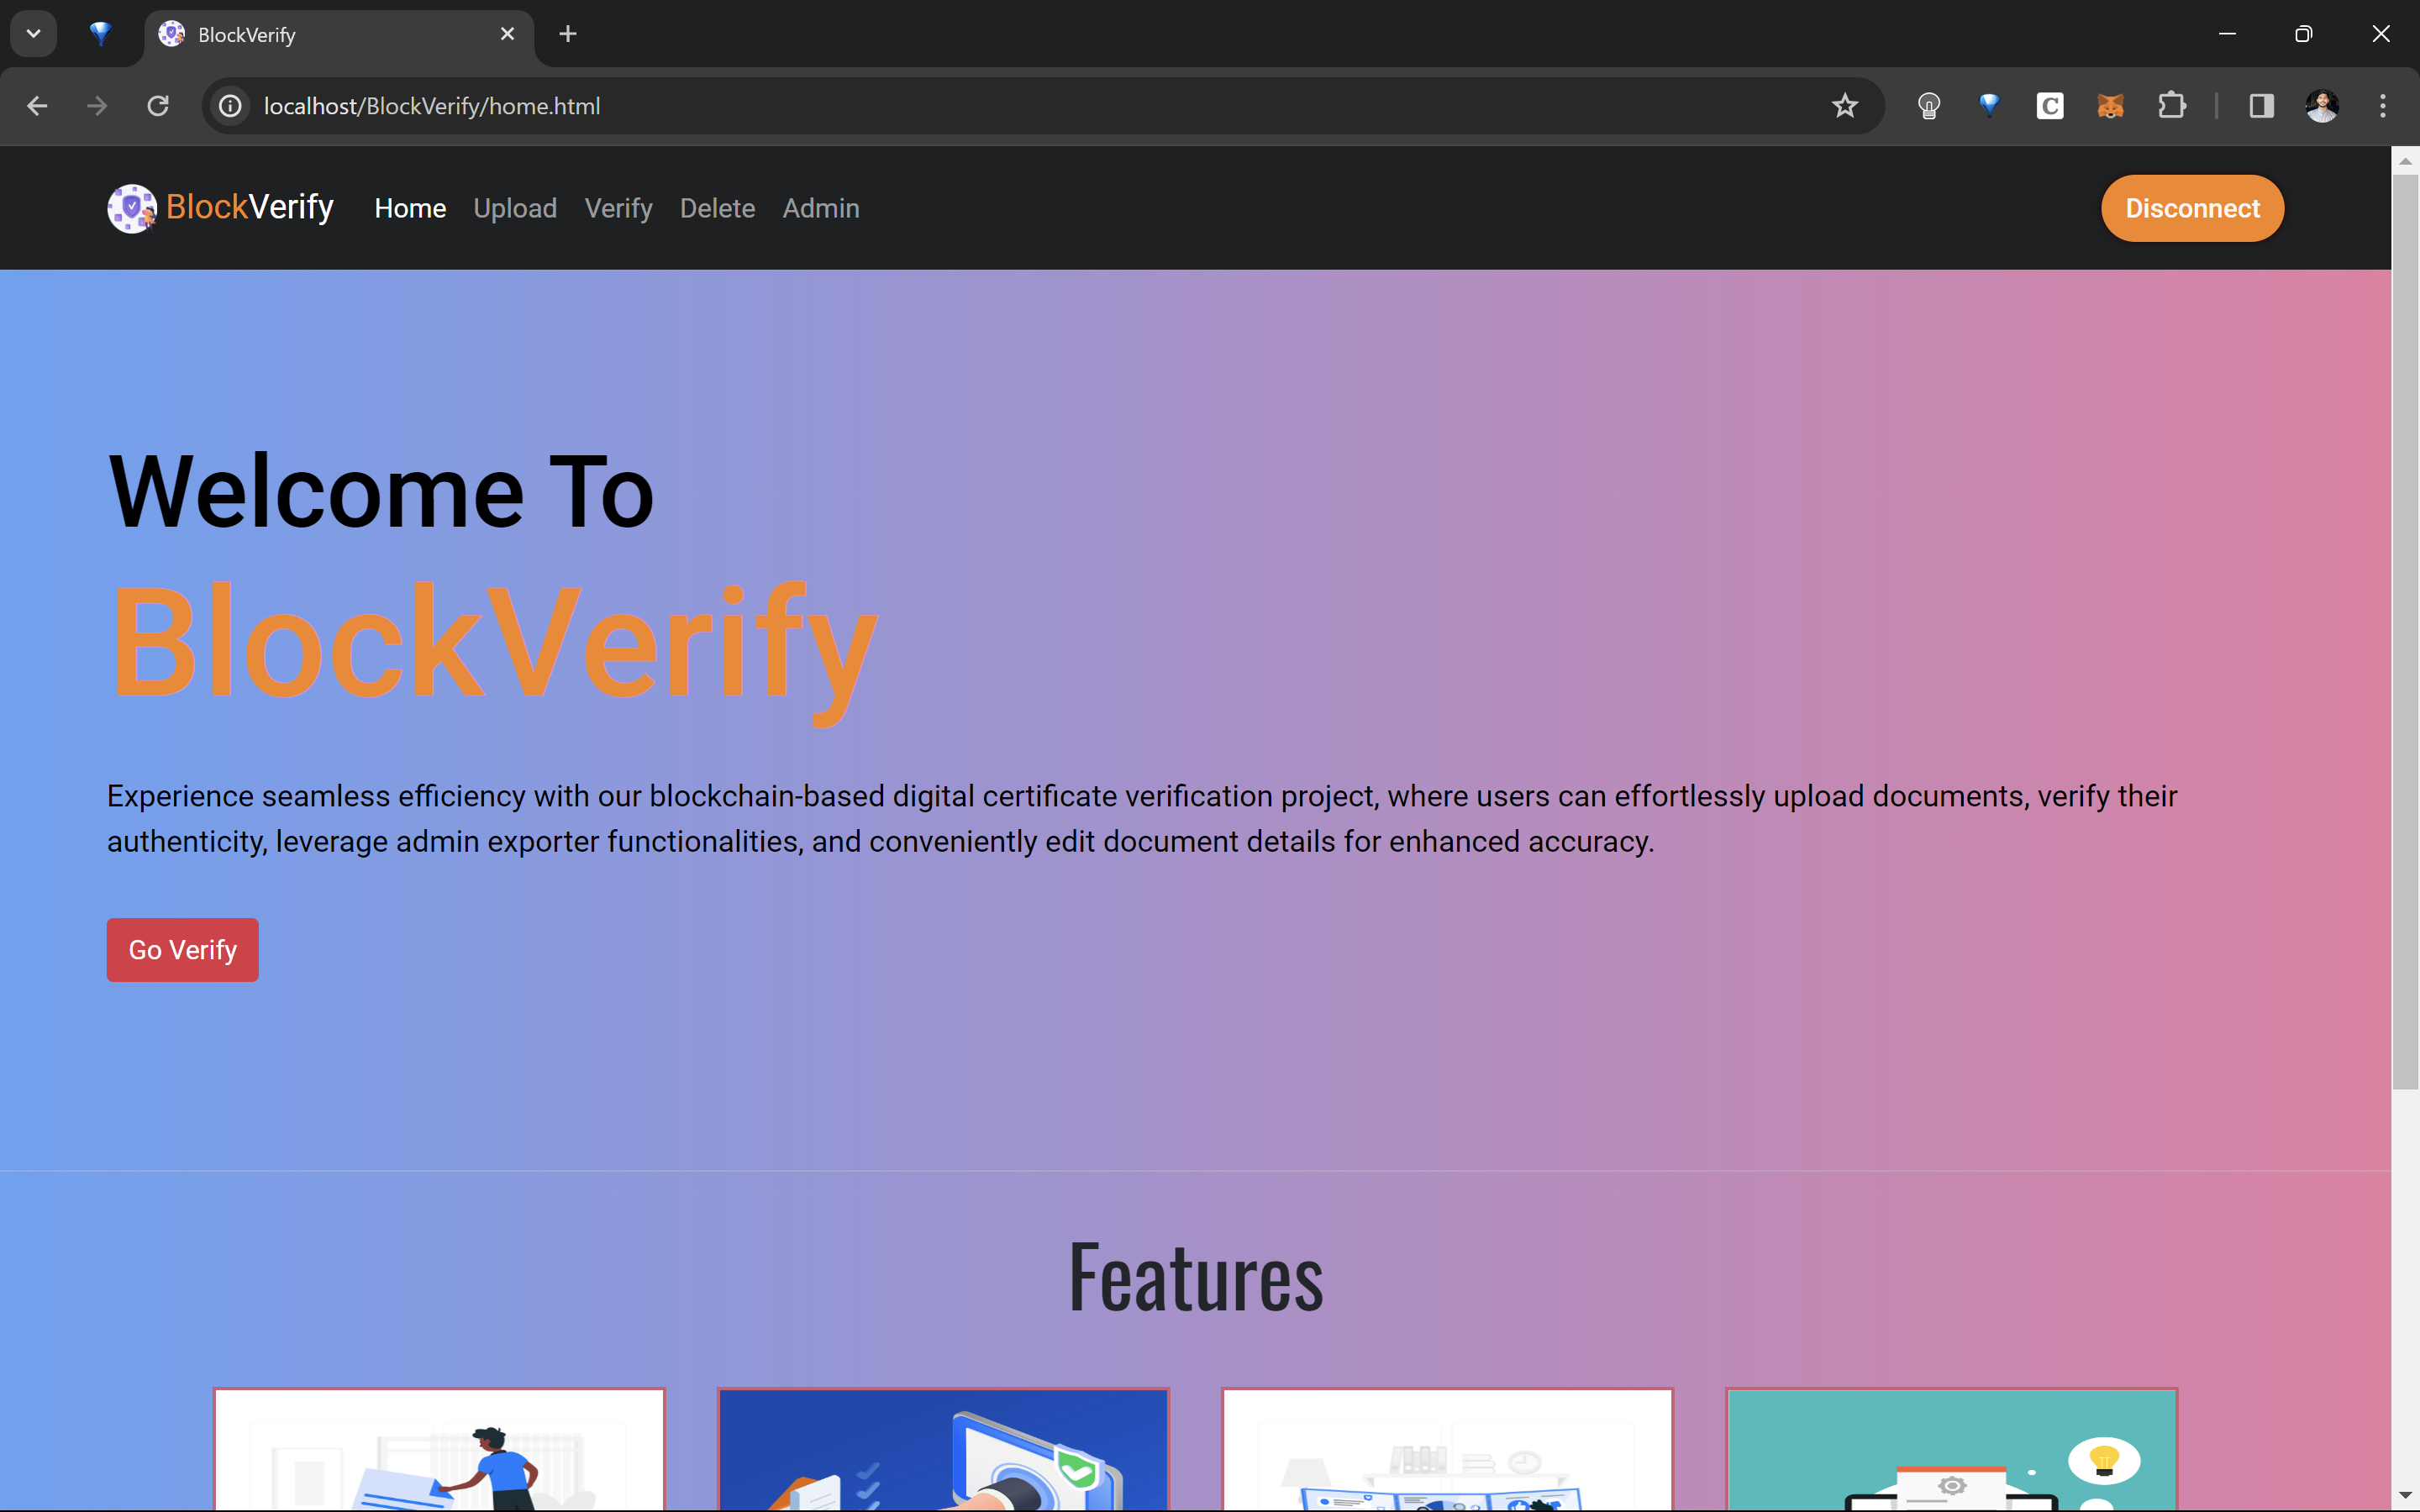 BlockVerify
localhost/BlockVerify/home.html
C
BlockVerify
Home
Upload
Verify
Delete
Admin
Disconnect
Welcome To
BlockVerify
Experience seamless efficiency with our blockchain-based digital certificate verification project, where users can effortlessly upload documents, verify their
authenticity, leverage admin exporter functionalities, and conveniently edit document details for enhanced accuracy.
Go Verify
Features